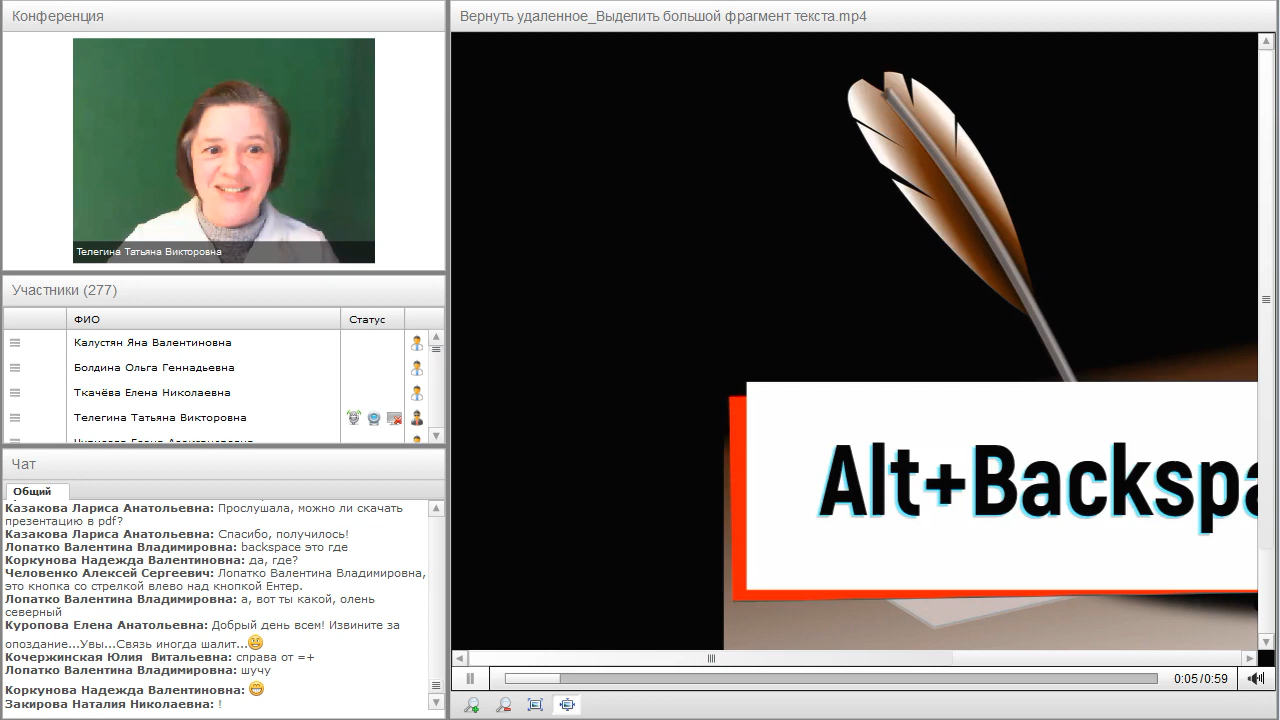 Конференция
Телегина Татьяна Викторовна
Участники (277)
ФИО
Статус
Калустян Яна Валентиновна
Болдина Ольга Геннадьевна
Ткачёва Елена Николаевна
Телегина Татьяна Викторовна
Чат
Общий
Казакова Лариса Анатольевна: Прослушала, можно ли скачать
презентацию в pdf?
Казакова Лариса Анатольевна: Спасибо, получилось!
Лопатко Валентина Владимировна: backspace это где
Коркунова Надежда Валентиновна: да, где?
Человенко Алексей Сергеевич: Лопатко Валентина Владимировна,
это кнопка со стрелкой влево над кнопкой Ентер.
Лопатко Валентина Владимировна: а, вот ты какой, олень
северный
Куропова Елена Анатольевна: Добрый день всем! Извините за
опоздание...Увы...Связь иногда шалит...
Кочержинская Юлия  Витальевна: справа от =+
Лопатко Валентина Владимировна: шучу
Коркунова Надежда Валентиновна:
Закирова Наталия Николаевна: !
Вернуть удаленное_Выделить большой фрагмент текста.mp4
Alt+Backspa
0:05/0:59